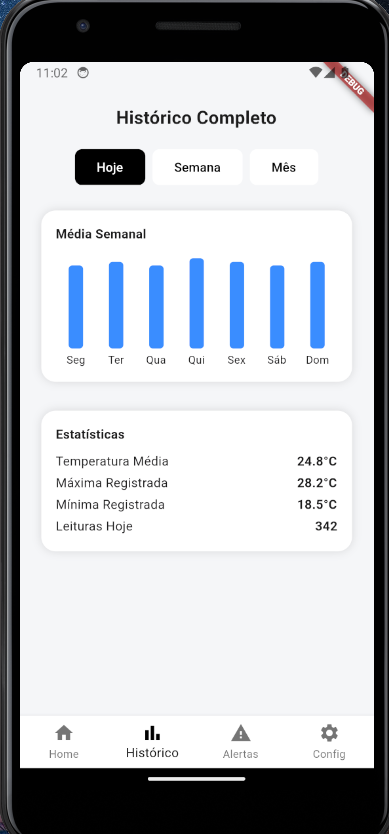 11:02
DEBUG
Histórico Completo
Hoje Semana Mês
Média Semanal
Seg Ter Qua Qui Sex Sáb Dom
Estatísticas
Temperatura Média 24.8°C
Máxima Registrada 28.2°C
Mínima Registrada 18.5°C
Leituras Hoje 342
Home Histórico Alertas Config